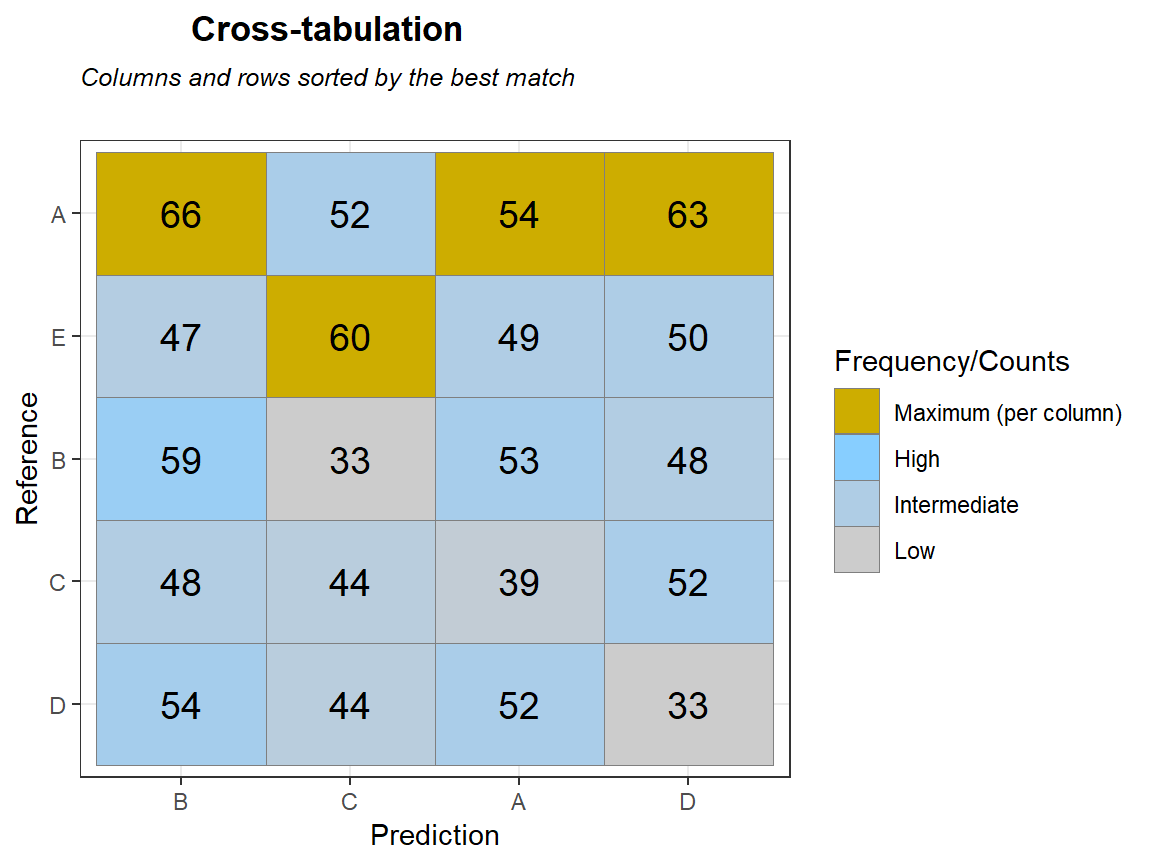 Cross-tabulation
Columns and rows sorted by the best match
Reference
A 66 52 54 63
E 47 60 49 50
B 59 33 53 48
C 48 44 39 52
D 54 44 52 33
B C A D
Prediction
Frequency/Counts
Maximum (per column)
High
Intermediate
Low